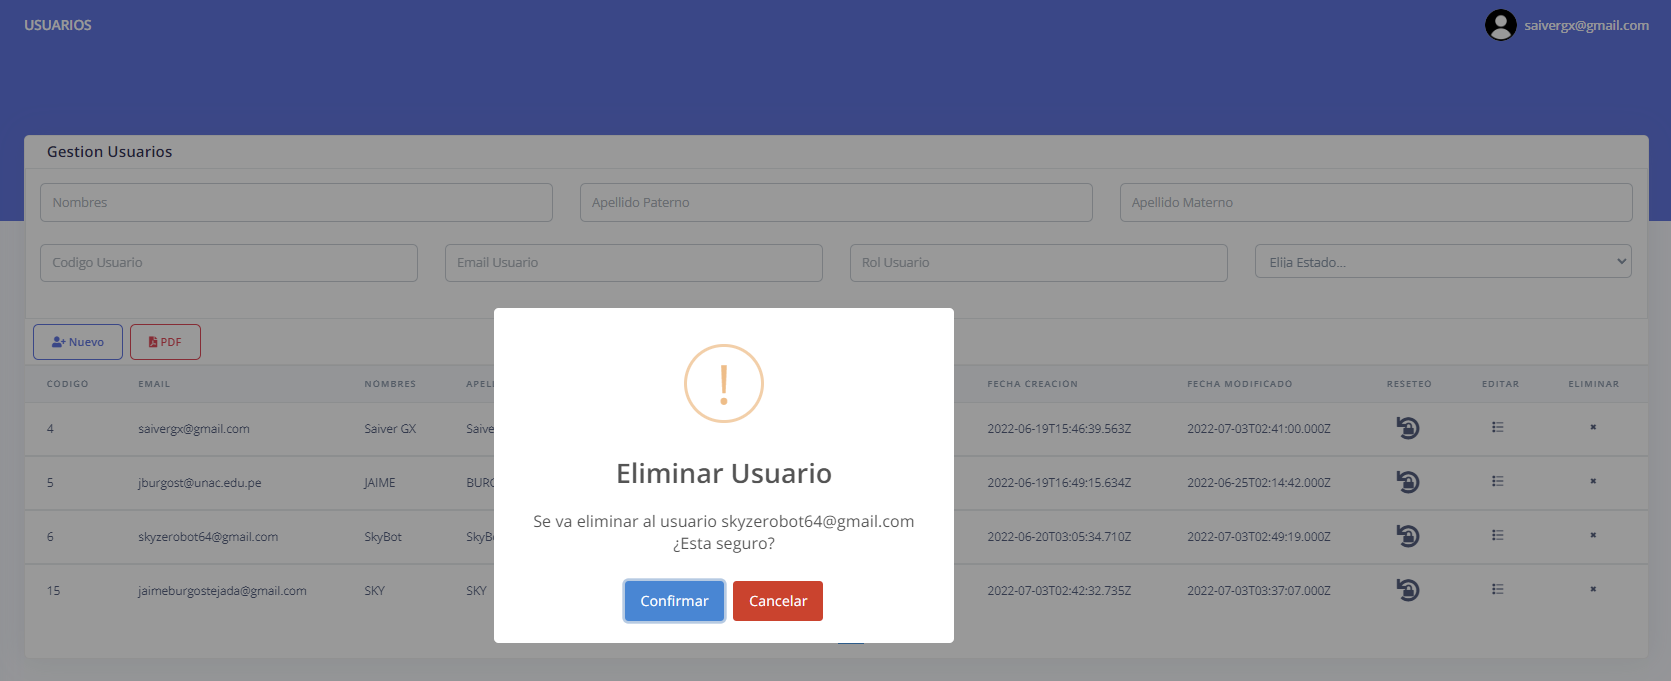 USUARIOS
saivergx@gmail.com
Gestion Usuarios
Nombres
Apellido Paterno
Apellido Materno
Codigo Usuario
Email Usuario
Rol Usuario
Elija Estado...
Nuevo
PDF
CODIGO EMAIL NOMBRES APEL FECHA CREACION FECHA MODIFICADO RESETEO EDITAR ELIMINAR
4 saivergx@gmail.com Saiver GX Saive 2022-06-19T15:46:39.563Z 2022-07-03T02:41:00.000Z
5 jburgost@unac.edu.pe JAIME BURG 2022-06-19T16:49:15.634Z 2022-06-25T02:14:42.000Z
6 skyzerobot64@gmail.com SkyBot SkyB 2022-06-20T03:05:34.710Z 2022-07-03T02:49:19.000Z
15 jaimeburgostejada@gmail.com SKY SKY 2022-07-03T02:42:32.735Z 2022-07-03T03:37:07.000Z
!
Eliminar Usuario
Se va eliminar al usuario skyzerobot64@gmail.com
¿Esta seguro?
Confirmar
Cancelar